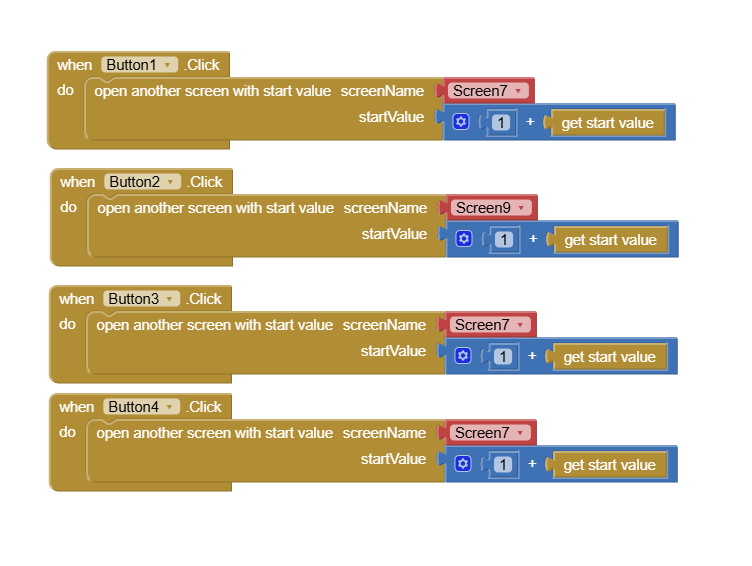 when Button1 .Click
do open another screen with start value screenName Screen7
startValue 1 + get start value
when Button2 .Click
do open another screen with start value screenName Screen9
startValue 1 + get start value
when Button3 .Click
do open another screen with start value screenName Screen7
startValue 1 + get start value
when Button4 .Click
do open another screen with start value screenName Screen7
startValue 1 + get start value